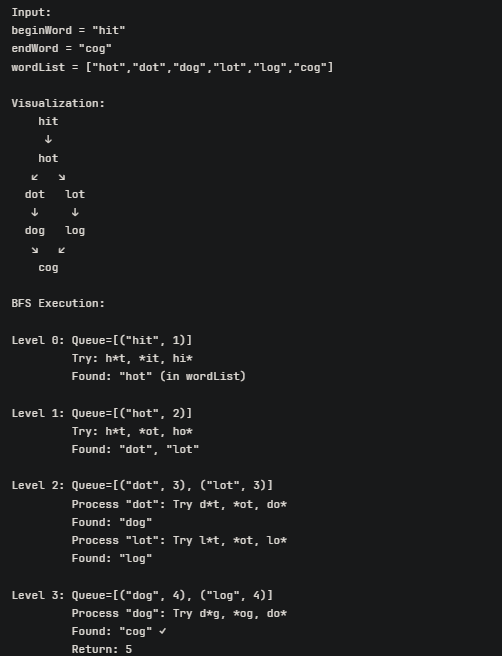 Input:
beginWord = "hit"
endWord = "cog"
wordList = ["hot","dot","dog","lot","log","cog"]

Visualization:
    hit
     ↓
    hot
   ↙   ↘
  dot   lot
   ↓     ↓
  dog   log
   ↘   ↙
    cog

BFS Execution:

Level 0: Queue=[("hit", 1)]
         Try: h*t, *it, hi*
         Found: "hot" (in wordList)

Level 1: Queue=[("hot", 2)]
         Try: h*t, *ot, ho*
         Found: "dot", "lot"

Level 2: Queue=[("dot", 3), ("lot", 3)]
         Process "dot": Try d*t, *ot, do*
         Found: "dog"
         Process "lot": Try l*t, *ot, lo*
         Found: "log"

Level 3: Queue=[("dog", 4), ("log", 4)]
         Process "dog": Try d*g, *og, do*
         Found: "cog" ✓
         Return: 5